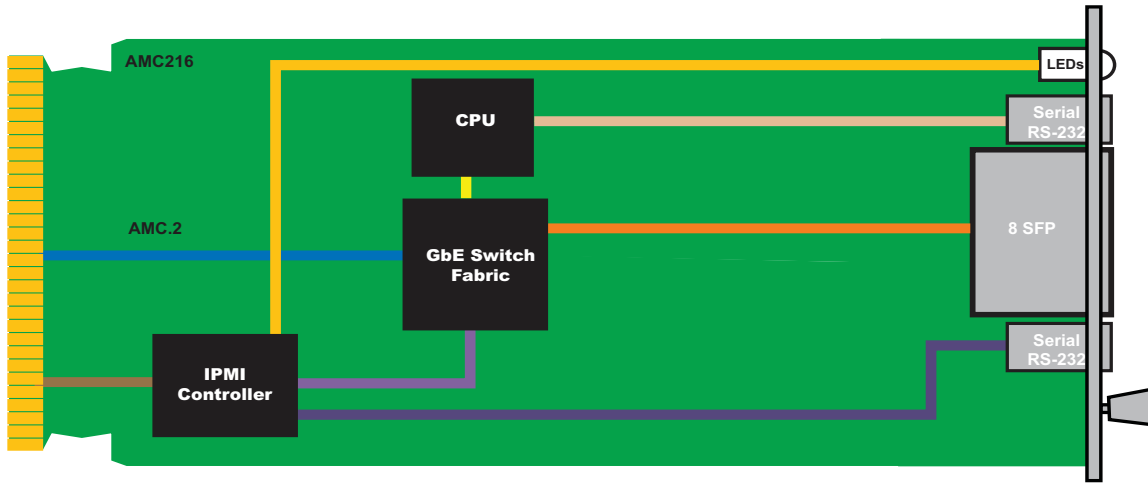 AMC216
LEDs
CPU
Serial
RS-232
AMC.2
8 SFP
GbE Switch
Fabric
Serial
RS-232
IPMI
Controller